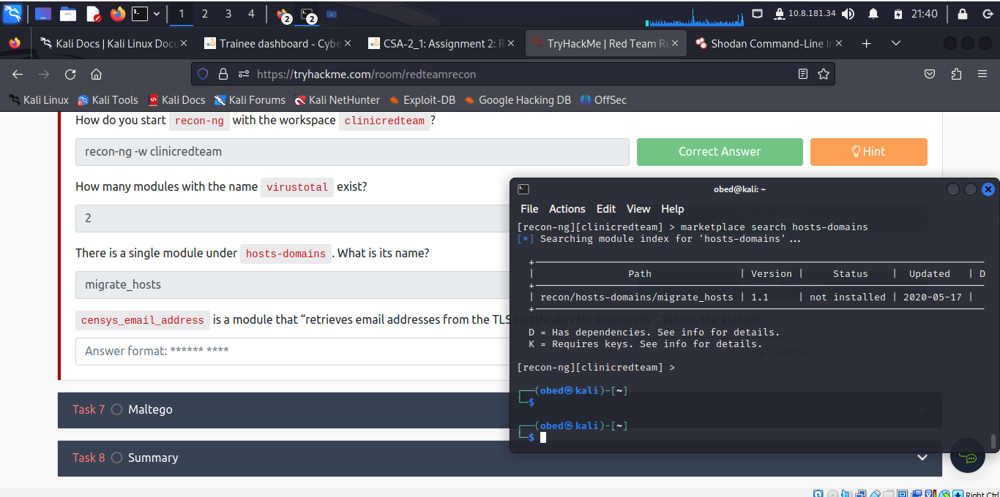 1 2 3 4 2 2 10.8.181.34 21:40
Kali Docs | Kali Linux Docu
Trainee dashboard - Cybe
CSA-2_1: Assignment 2: R
TryHackMe | Red Team Re
Shodan Command-Line In
https://tryhackme.com/room/redteamrecon
Kali Linux Kali Tools Kali Docs Kali Forums Kali NetHunter Exploit-DB Google Hacking DB OffSec
How do you start recon-ng with the workspace clinicredteam ?
recon-ng -w clinicredteam
Correct Answer
Hint
How many modules with the name virustotal exist?
2
There is a single module under hosts-domains . What is its name?
migrate_hosts
censys_email_address is a module that “retrieves email addresses from the TLS certificates for a company.” Who is the author?
Answer format: ****** ****
Submit
Task 7 Maltego
Task 8 Summary
obed@kali: ~
File Actions Edit View Help
[recon-ng][clinicredteam] > marketplace search hosts-domains
[*] Searching module index for 'hosts-domains'...
| Path | Version | Status | Updated | D
| recon/hosts-domains/migrate_hosts | 1.1 | not installed | 2020-05-17 |
D = Has dependencies. See info for details.
K = Requires keys. See info for details.
[recon-ng][clinicredteam] >
┌──(obed㉿kali)-[~]
└─$
┌──(obed㉿kali)-[~]
└─$
Right Ctrl